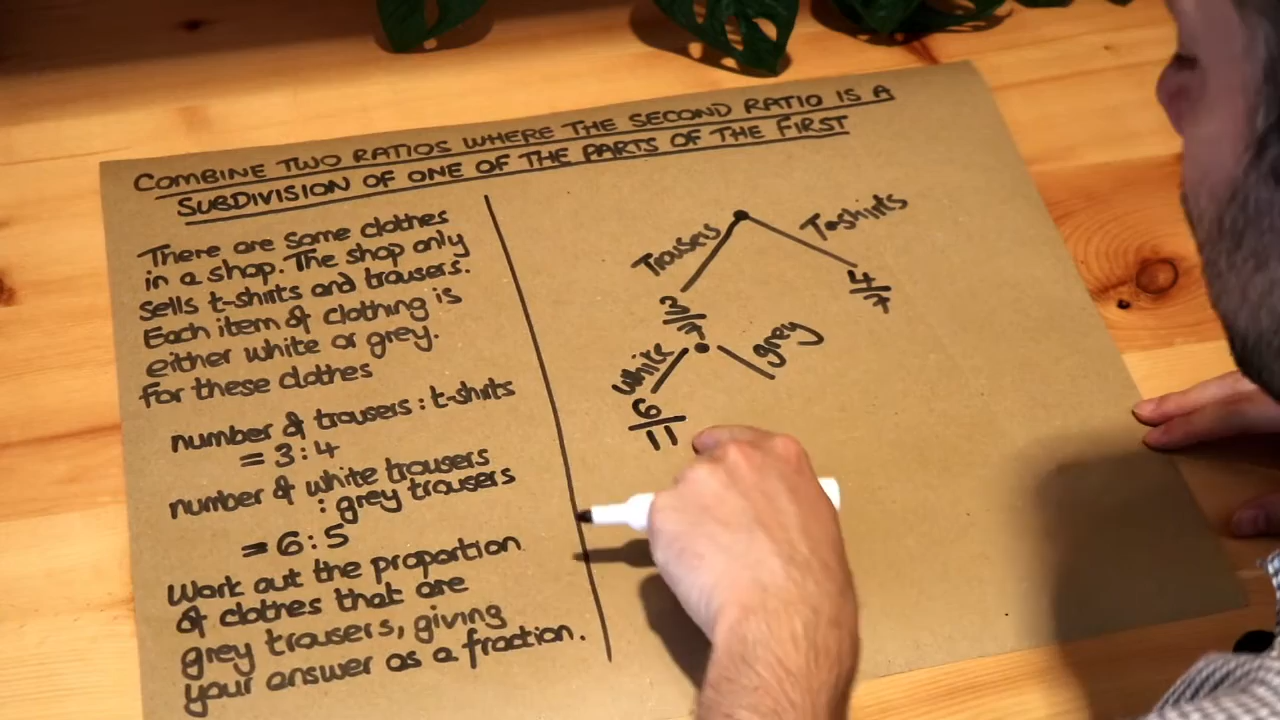 COMBINE TWO RATIOS WHERE THE SECOND RATIO IS A
SUBDIVISION OF ONE OF THE PARTS OF THE FIRST
There are some clothes
in a shop. The shop only
sells t-shirts and trousers.
Each item of clothing is
either white or grey.
for these clothes
number of trousers : t-shirts
= 3:4
number of white trousers
: grey trousers
= 6:5
Work out the proportion
of clothes that are
grey trousers, giving
your answer as a fraction.
Trousers
T-shirts
3/7
4/7
white
grey
6/11